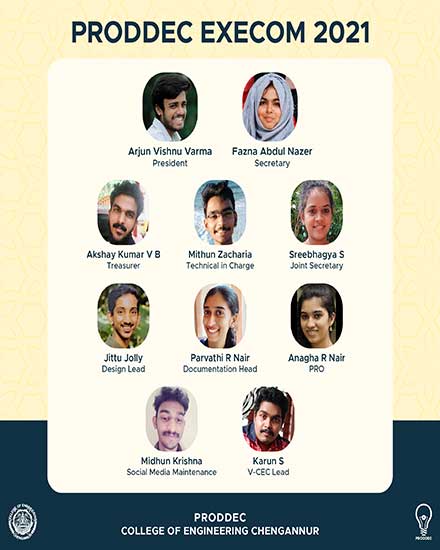 PRODDEC EXECOM 2021
Arjun Vishnu Varma
President
Fazna Abdul Nazer
Secretary
Akshay Kumar V B
Treasurer
Mithun Zacharia
Technical in Charge
Sreebhagya S
Joint Secretary
Jittu Jolly
Design Lead
Parvathi R Nair
Documentation Head
Anagha R Nair
PRO
Midhun Krishna
Social Media Maintenance
Karun S
V-CEC Lead
PRODDEC
COLLEGE OF ENGINEERING CHENGANNUR
PRODDEC